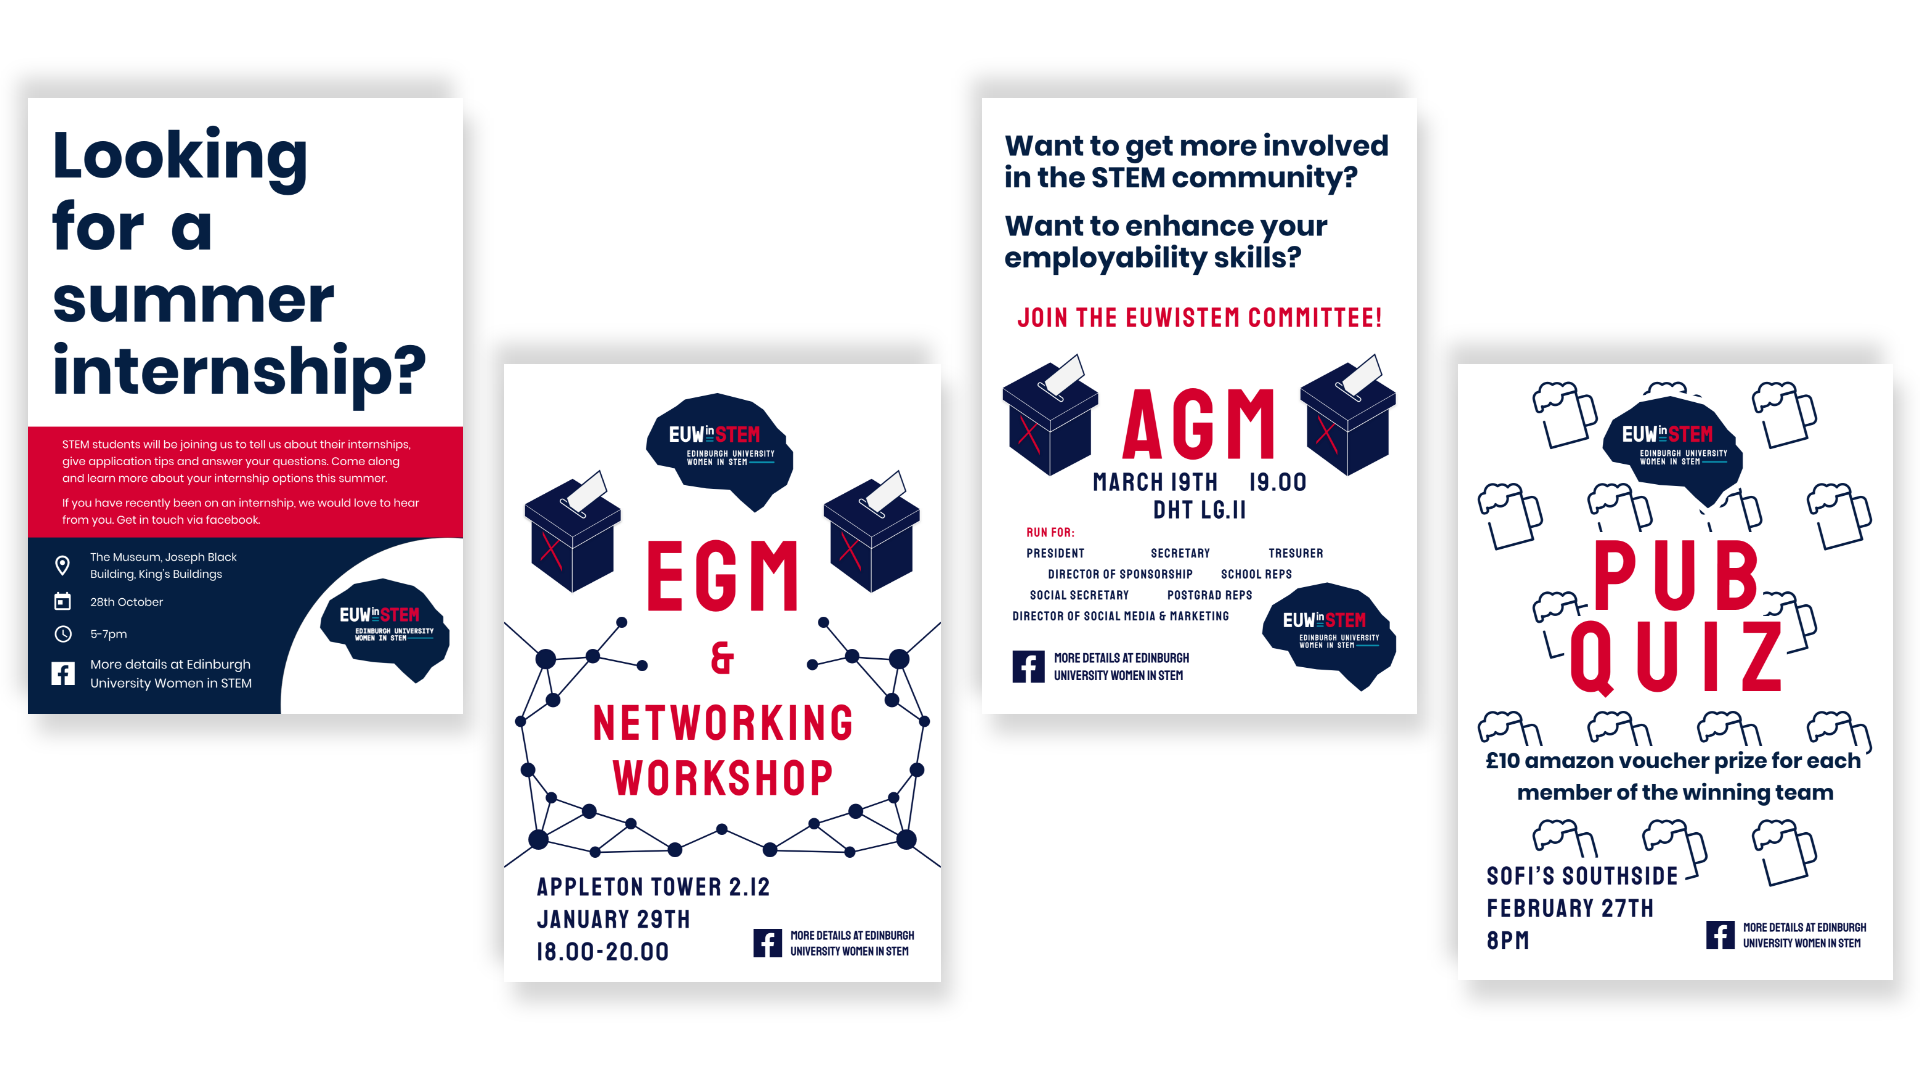 Looking
for a
summer
internship?
STEM students will be joining us to tell us about their internships,
give application tips and answer your questions. Come along
and learn more about your internship options this summer.
If you have recently been on an internship, we would love to hear
from you. Get in touch via facebook.
The Museum, Joseph Black
Building, King's Buildings
28th October
5-7pm
More details at Edinburgh
University Women in STEM
EUW in STEM
EDINBURGH UNIVERSITY
WOMEN IN STEM
EUW in STEM
EDINBURGH UNIVERSITY
WOMEN IN STEM
EGM
&
NETWORKING
WORKSHOP
APPLETON TOWER 2.12
JANUARY 29TH
18.00-20.00
MORE DETAILS AT EDINBURGH
UNIVERSITY WOMEN IN STEM
Want to get more involved
in the STEM community?
Want to enhance your
employability skills?
JOIN THE EUWISTEM COMMITTEE!
AGM
MARCH 19TH 19.00
DHT LG.11
RUN FOR:
PRESIDENT SECRETARY TRESURER
DIRECTOR OF SPONSORSHIP SCHOOL REPS
SOCIAL SECRETARY POSTGRAD REPS
DIRECTOR OF SOCIAL MEDIA & MARKETING
EUW in STEM
EDINBURGH UNIVERSITY
WOMEN IN STEM
MORE DETAILS AT EDINBURGH
UNIVERSITY WOMEN IN STEM
EUW in STEM
EDINBURGH UNIVERSITY
WOMEN IN STEM
PUB
QUIZ
£10 amazon voucher prize for each
member of the winning team
SOFI'S SOUTHSIDE
FEBRUARY 27TH
8PM
MORE DETAILS AT EDINBURGH
UNIVERSITY WOMEN IN STEM